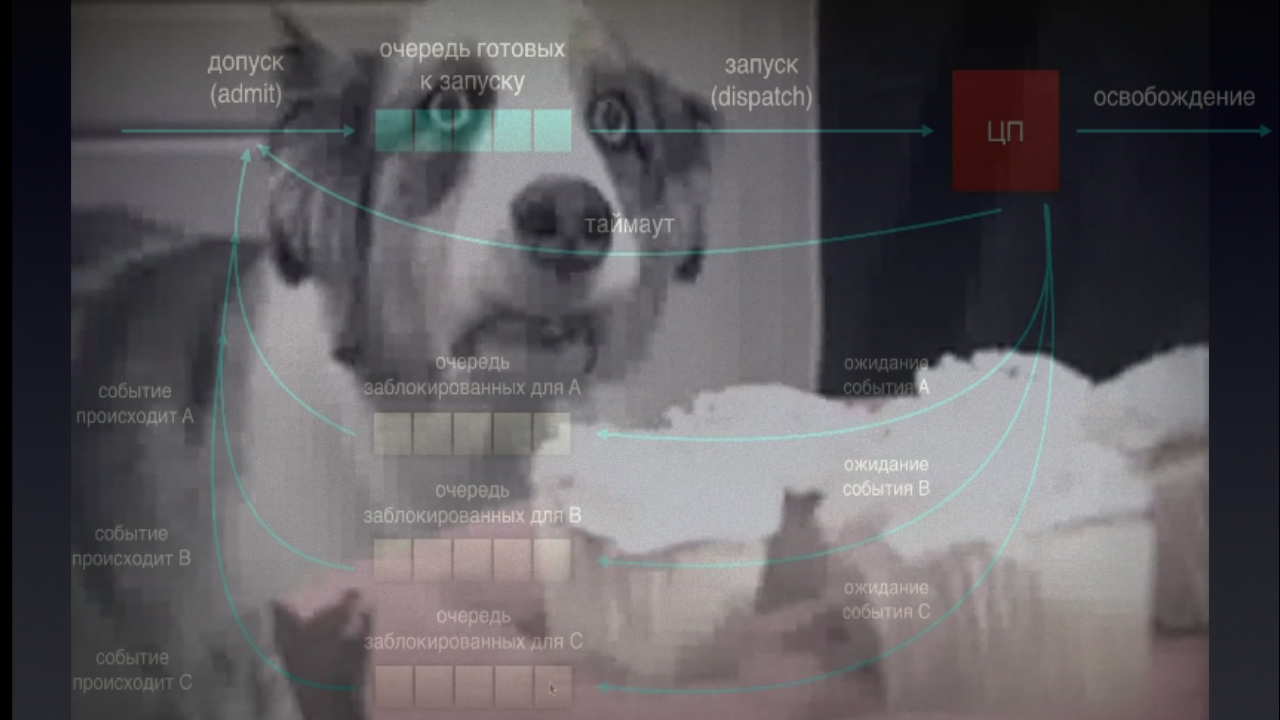 допуск
(admit)
очередь готовых
к запуску
запуск
(dispatch)
ЦП
освобождение
таймаут
очередь
заблокированных для А
ожидание
события А
событие
происходит А
очередь
заблокированных для В
ожидание
события В
событие
происходит В
очередь
заблокированных для С
ожидание
события С
событие
происходит С